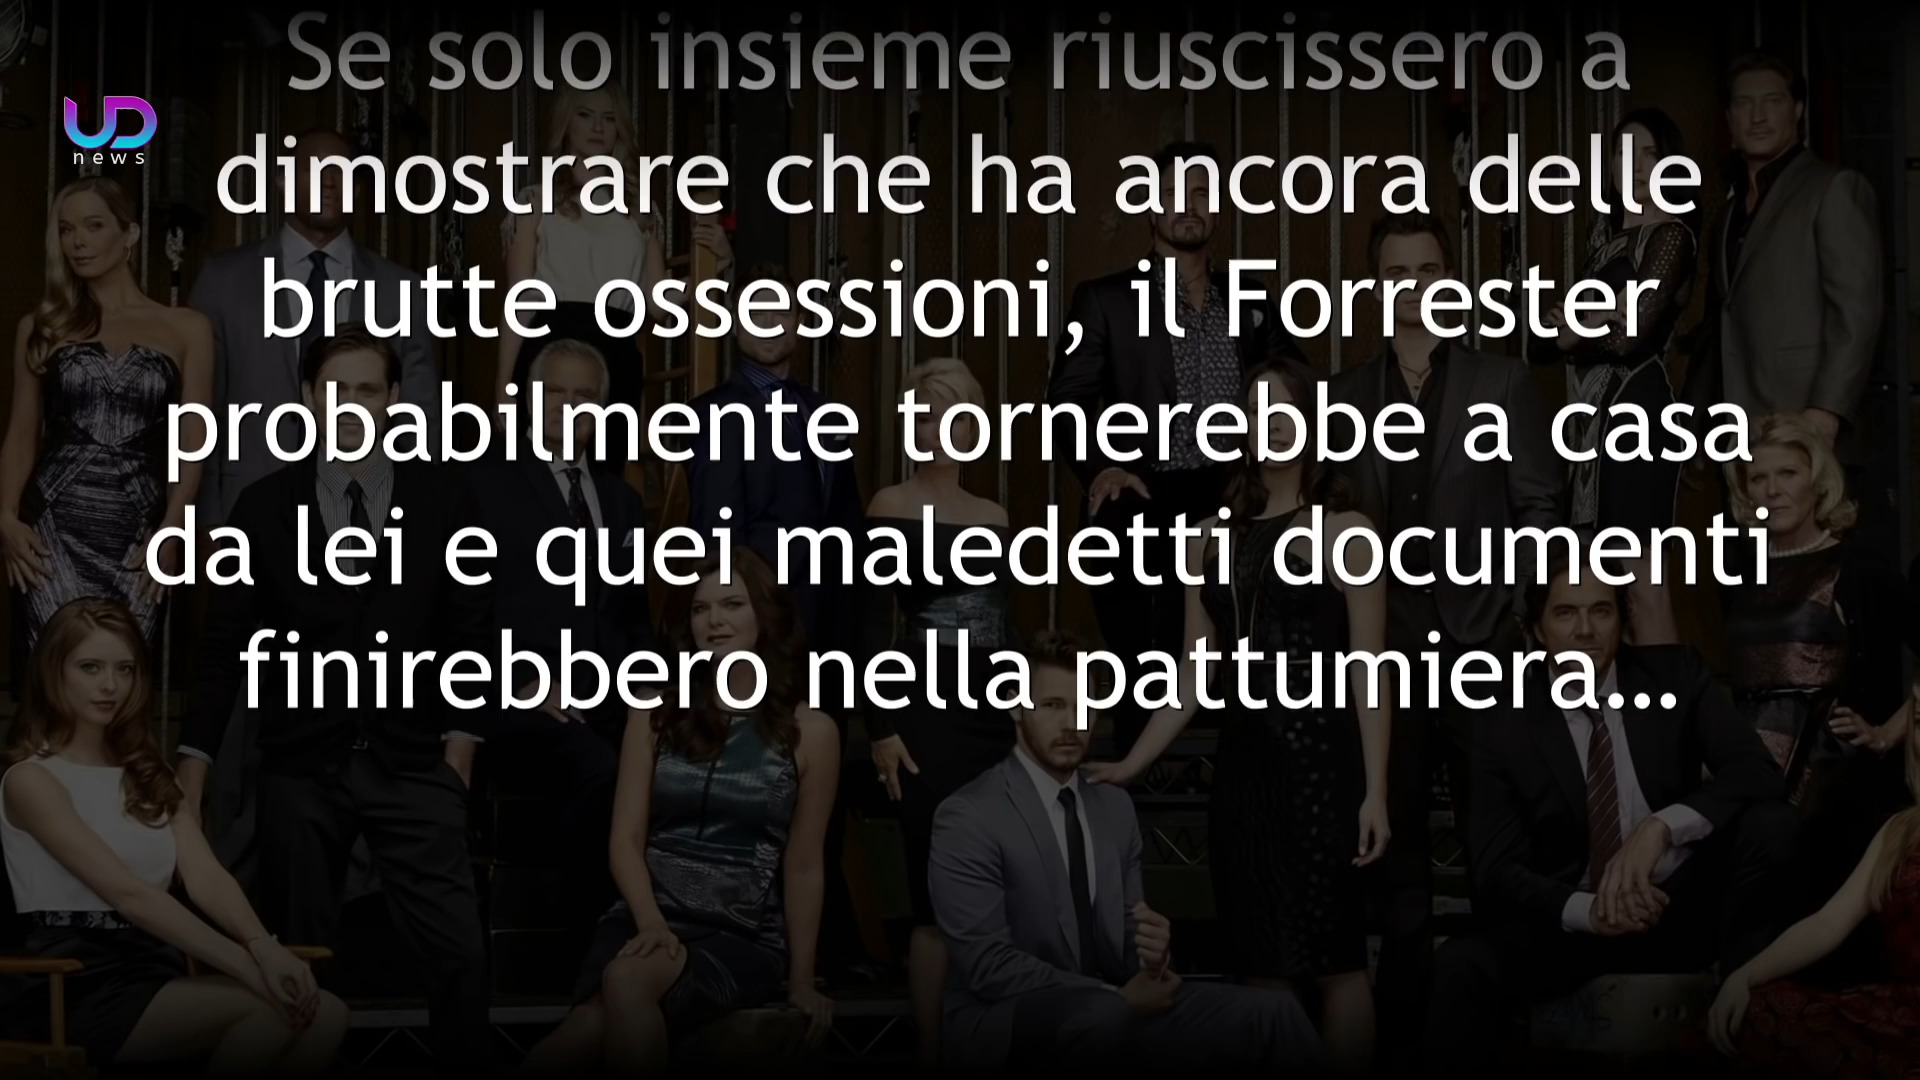 Se solo insieme riuscissero a
UD
news
dimostrare che ha ancora delle
brutte ossessioni, il Forrester
probabilmente tornerebbe a casa
da lei e quei maledetti documenti
finirebbero nella pattumiera...